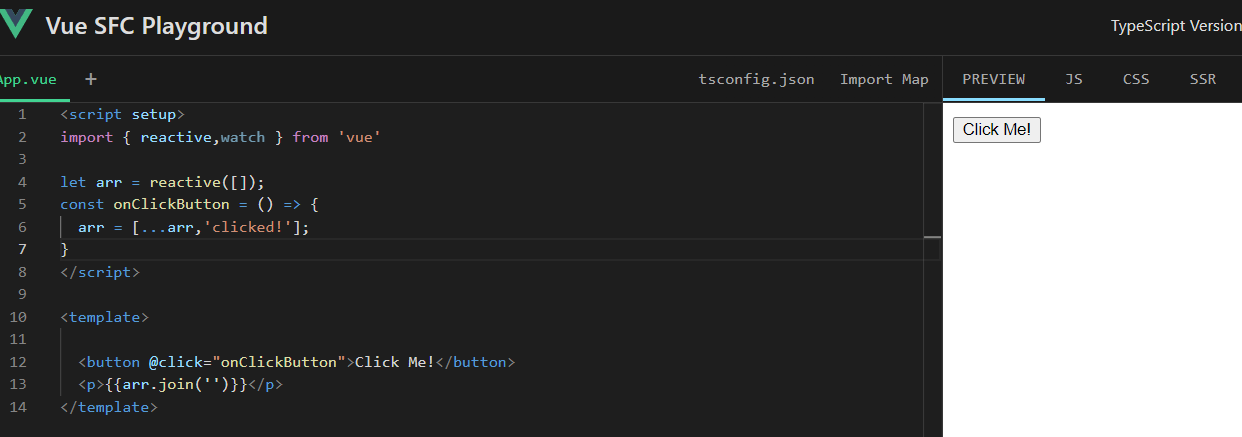 Vue SFC Playground
TypeScript Version
App.vue + tsconfig.json Import Map
PREVIEW JS CSS SSR
1 <script setup>
2 import { reactive,watch } from 'vue'
3
4 let arr = reactive([]);
5 const onClickButton = () => {
6 arr = [...arr,'clicked!'];
7 }
8 </script>
9
10 <template>
11
12 <button @click="onClickButton">Click Me!</button>
13 <p>{{arr.join('')}}</p>
14 </template>
Click Me!